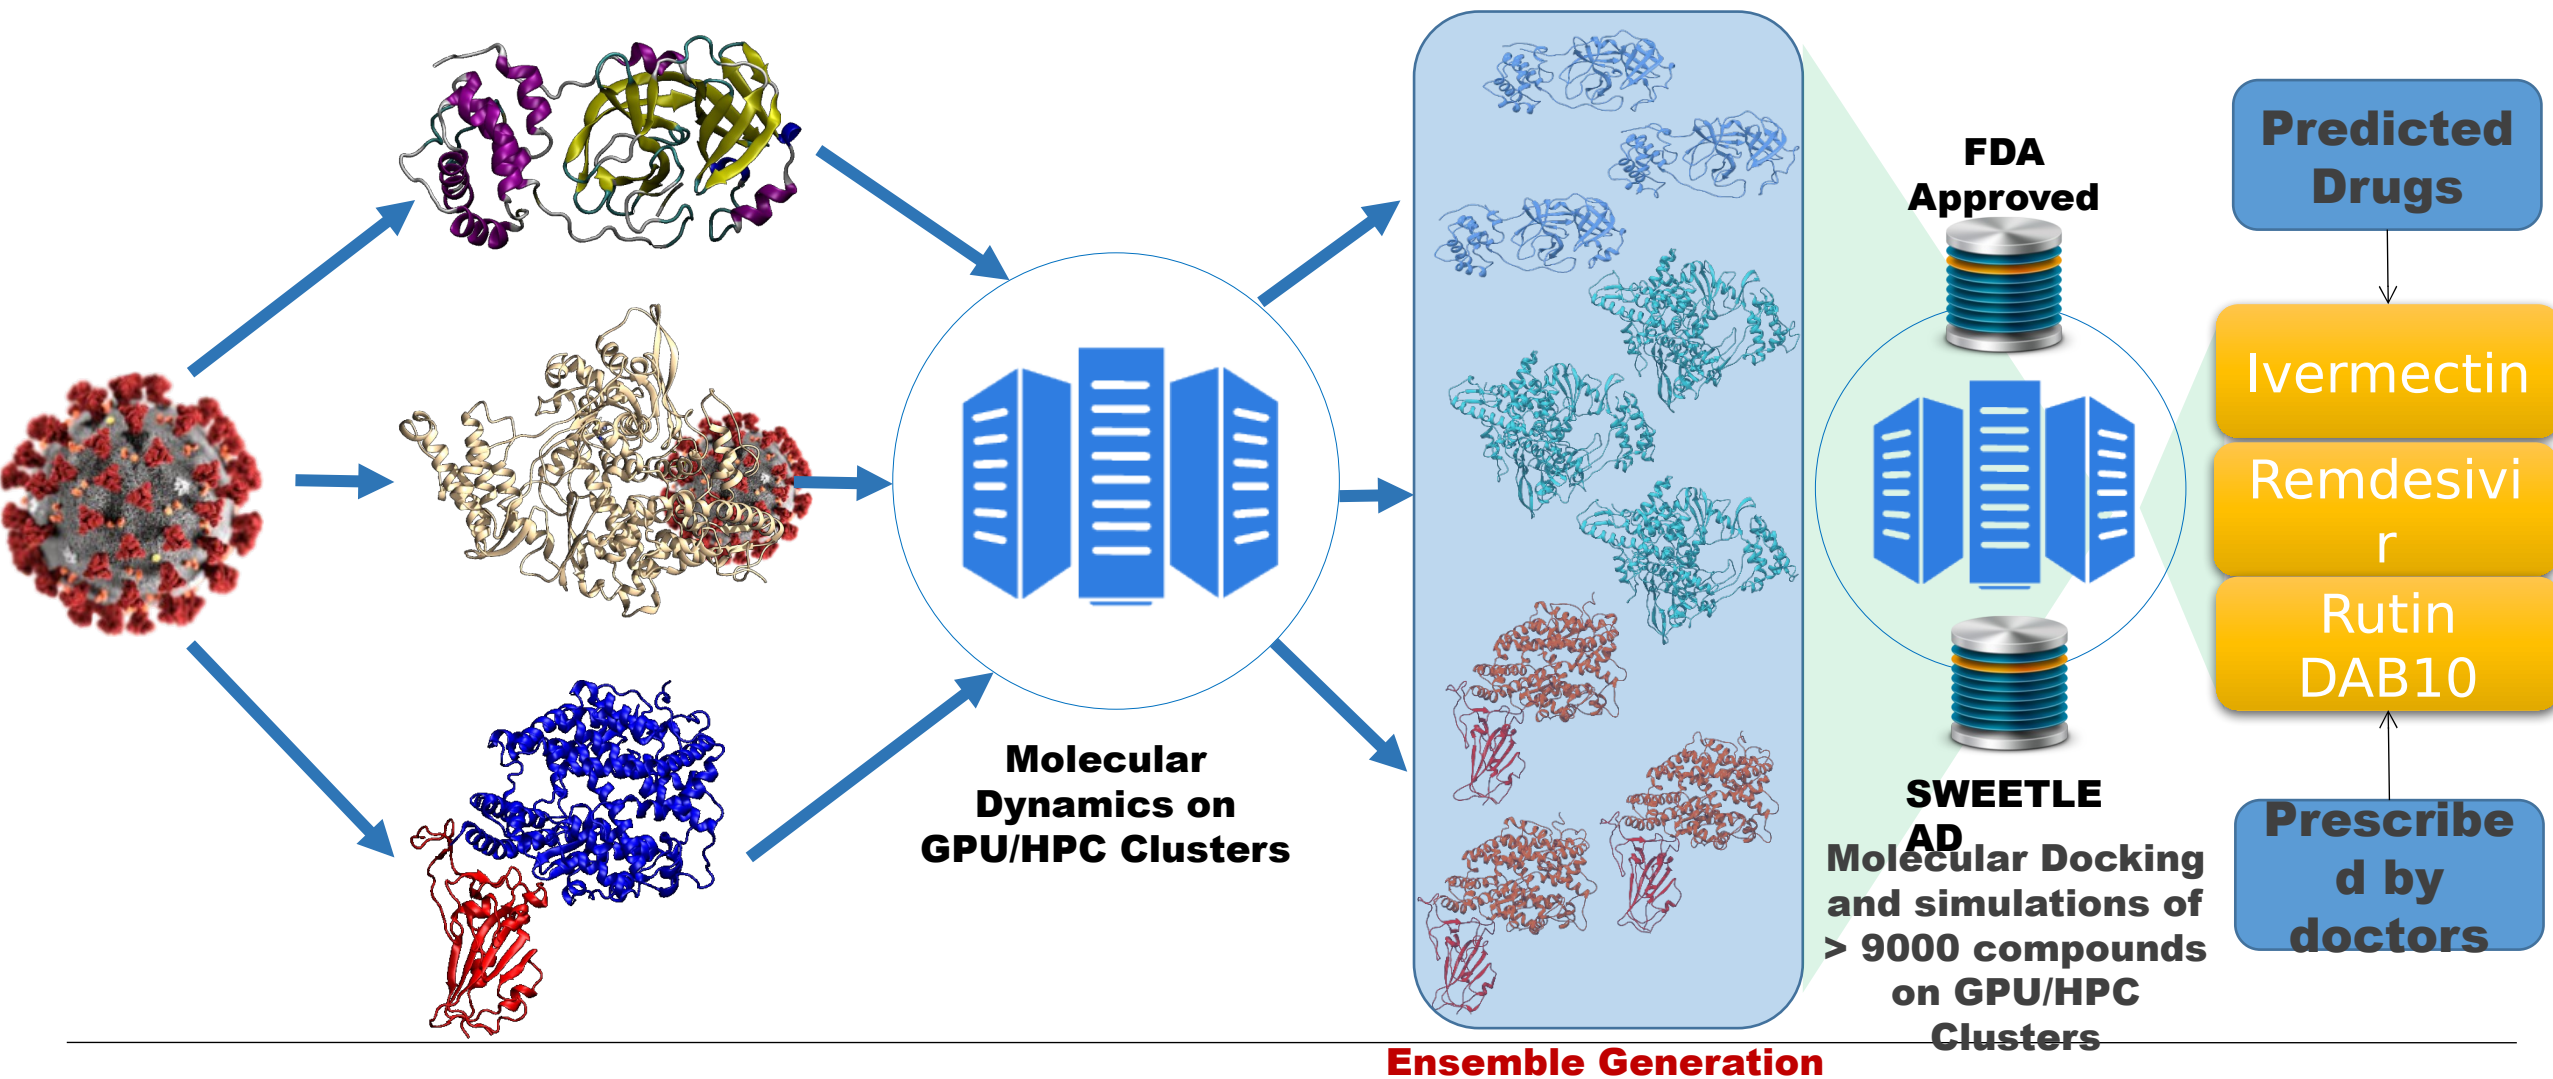 Molecular
Dynamics on
GPU/HPC Clusters
Ensemble Generation
FDA
Approved
SWEETLE
AD
Molecular Docking
and simulations of
> 9000 compounds
on GPU/HPC
Clusters
Predicted
Drugs
Ivermectin
Remdesivi
r
Rutin
DAB10
Prescribe
d by
doctors